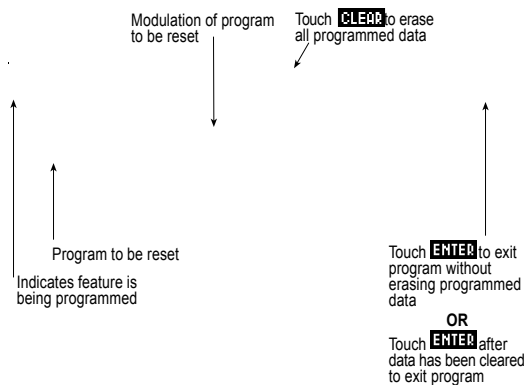 Modulation of program
to be reset
Touch CLEAR to erase
all programmed data
Program to be reset
Indicates feature is
being programmed
Touch ENTER to exit
program without
erasing programmed
data
OR
Touch ENTER after
data has been cleared
to exit program